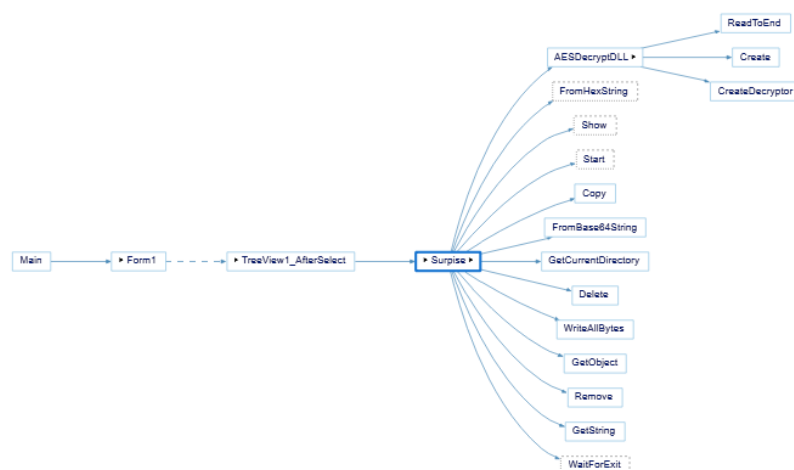 ReadToEnd
AESDecryptDLL
Create
FromHexString
CreateDecryptor
Show
Start
Copy
FromBase64String
Main
Form1
TreeView1_AfterSelect
Surpise
GetCurrentDirectory
Delete
WriteAllBytes
GetObject
Remove
GetString
WaitForExit